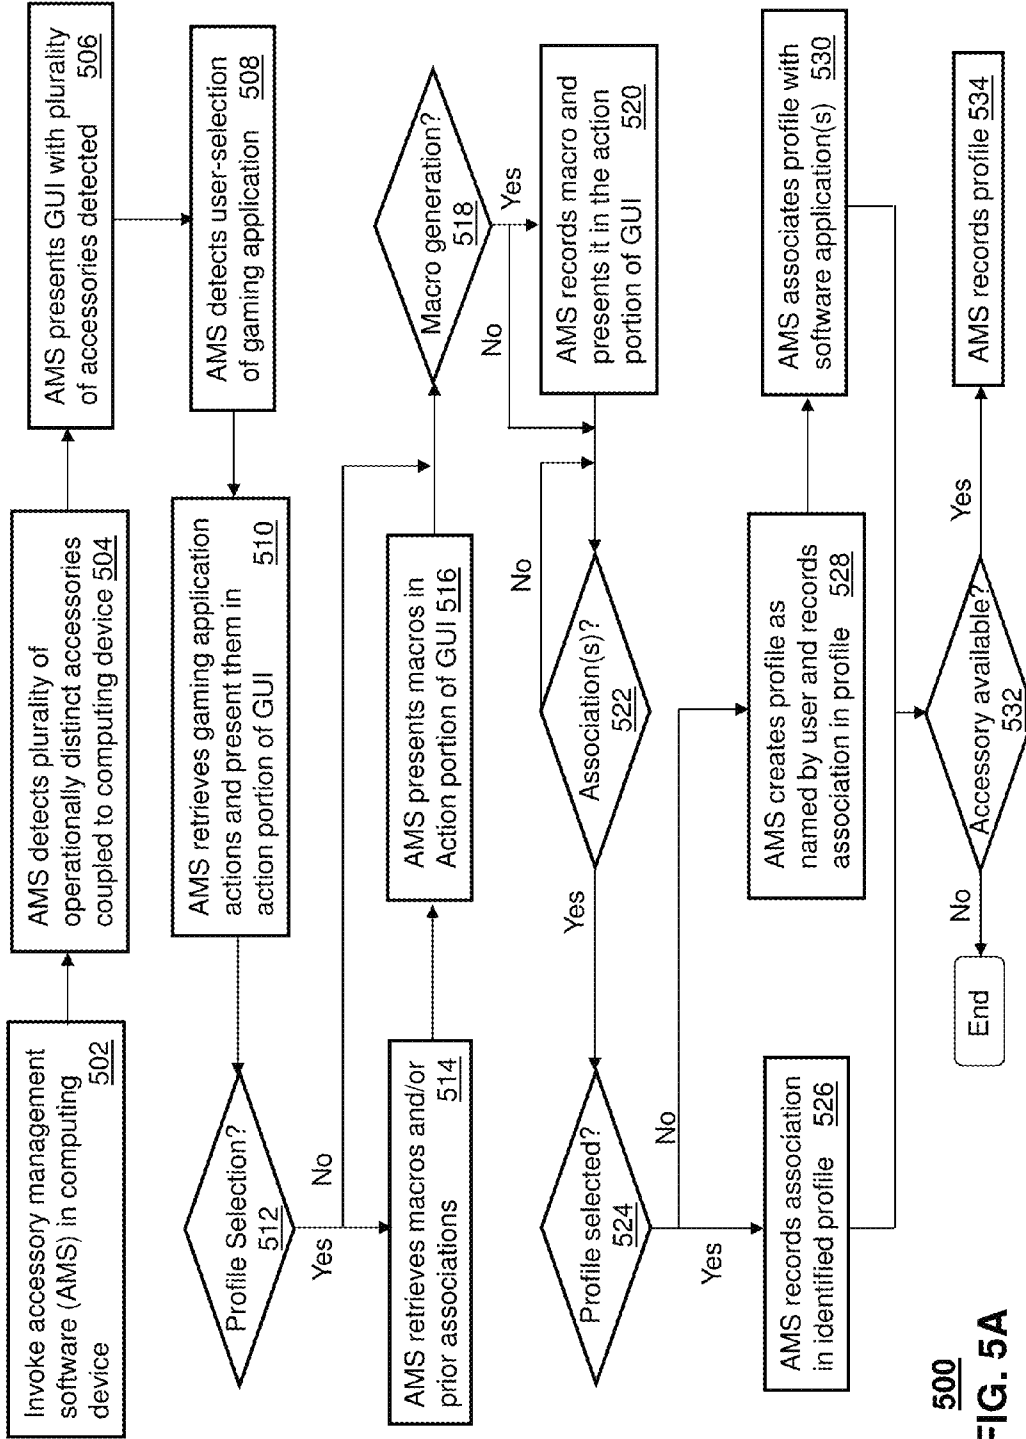 Invoke accessory management
software (AMS) in computing
device 502
AMS detects plurality of
operationally distinct accessories
coupled to computing device 504
AMS presents GUI with plurality
of accessories detected 506
AMS detects user-selection
of gaming application 508
AMS retrieves gaming application
actions and present them in
action portion of GUI 510
Profile Selection?
512
No
Yes
AMS retrieves macros and/or
prior associations 514
AMS presents macros in
Action portion of GUI 516
Macro generation?
518
No
Yes
AMS records macro and
presents it in the action
portion of GUI 520
No
Association(s)?
522
Yes
Profile selected?
524
No
Yes
AMS records association
in identified profile 526
AMS creates profile as
named by user and records
association in profile 528
AMS associates profile with
software application(s) 530
Accessory available?
532
No
Yes
End
AMS records profile 534
500
FIG. 5A